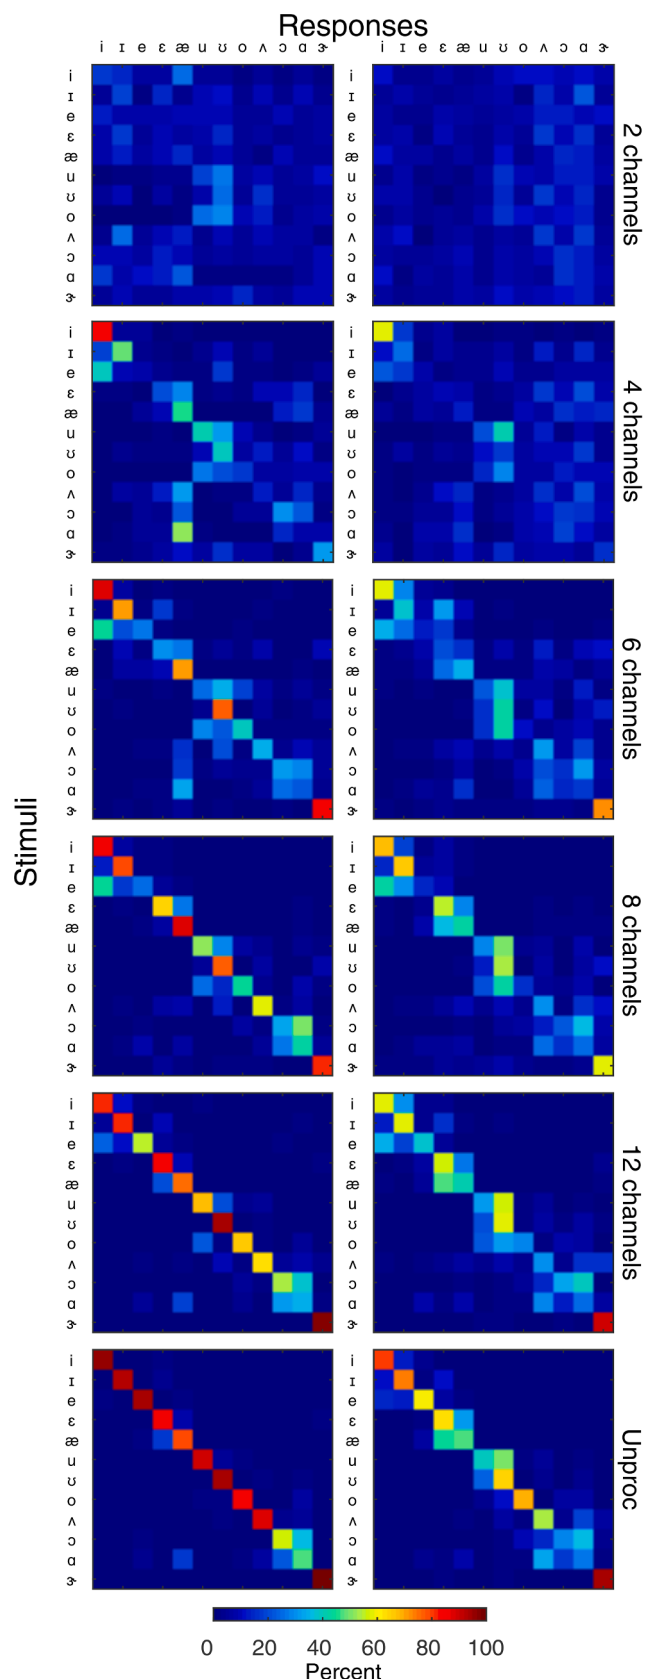 Responses
i ɪ e ɛ æ u ʊ o ʌ ɔ ɑ ɝ i ɪ e ɛ æ u ʊ o ʌ ɔ ɑ ɝ
i i
ɪ ɪ
e e
ɛ ɛ
æ æ
u u
ʊ ʊ
o o
ʌ ʌ
ɔ ɔ
ɑ ɑ
ɝ ɝ
2 channels
i i
ɪ ɪ
e e
ɛ ɛ
æ æ
u u
ʊ ʊ
o o
ʌ ʌ
ɔ ɔ
ɑ ɑ
ɝ ɝ
4 channels
i i
ɪ ɪ
e e
ɛ ɛ
æ æ
u u
ʊ ʊ
o o
ʌ ʌ
ɔ ɔ
ɑ ɑ
ɝ ɝ
6 channels
Stimuli
i i
ɪ ɪ
e e
ɛ ɛ
æ æ
u u
ʊ ʊ
o o
ʌ ʌ
ɔ ɔ
ɑ ɑ
ɝ ɝ
8 channels
i i
ɪ ɪ
e e
ɛ ɛ
æ æ
u u
ʊ ʊ
o o
ʌ ʌ
ɔ ɔ
ɑ ɑ
ɝ ɝ
12 channels
i i
ɪ ɪ
e e
ɛ ɛ
æ æ
u u
ʊ ʊ
o o
ʌ ʌ
ɔ ɔ
ɑ ɑ
ɝ ɝ
Unproc
0 20 40 60 80 100
Percent